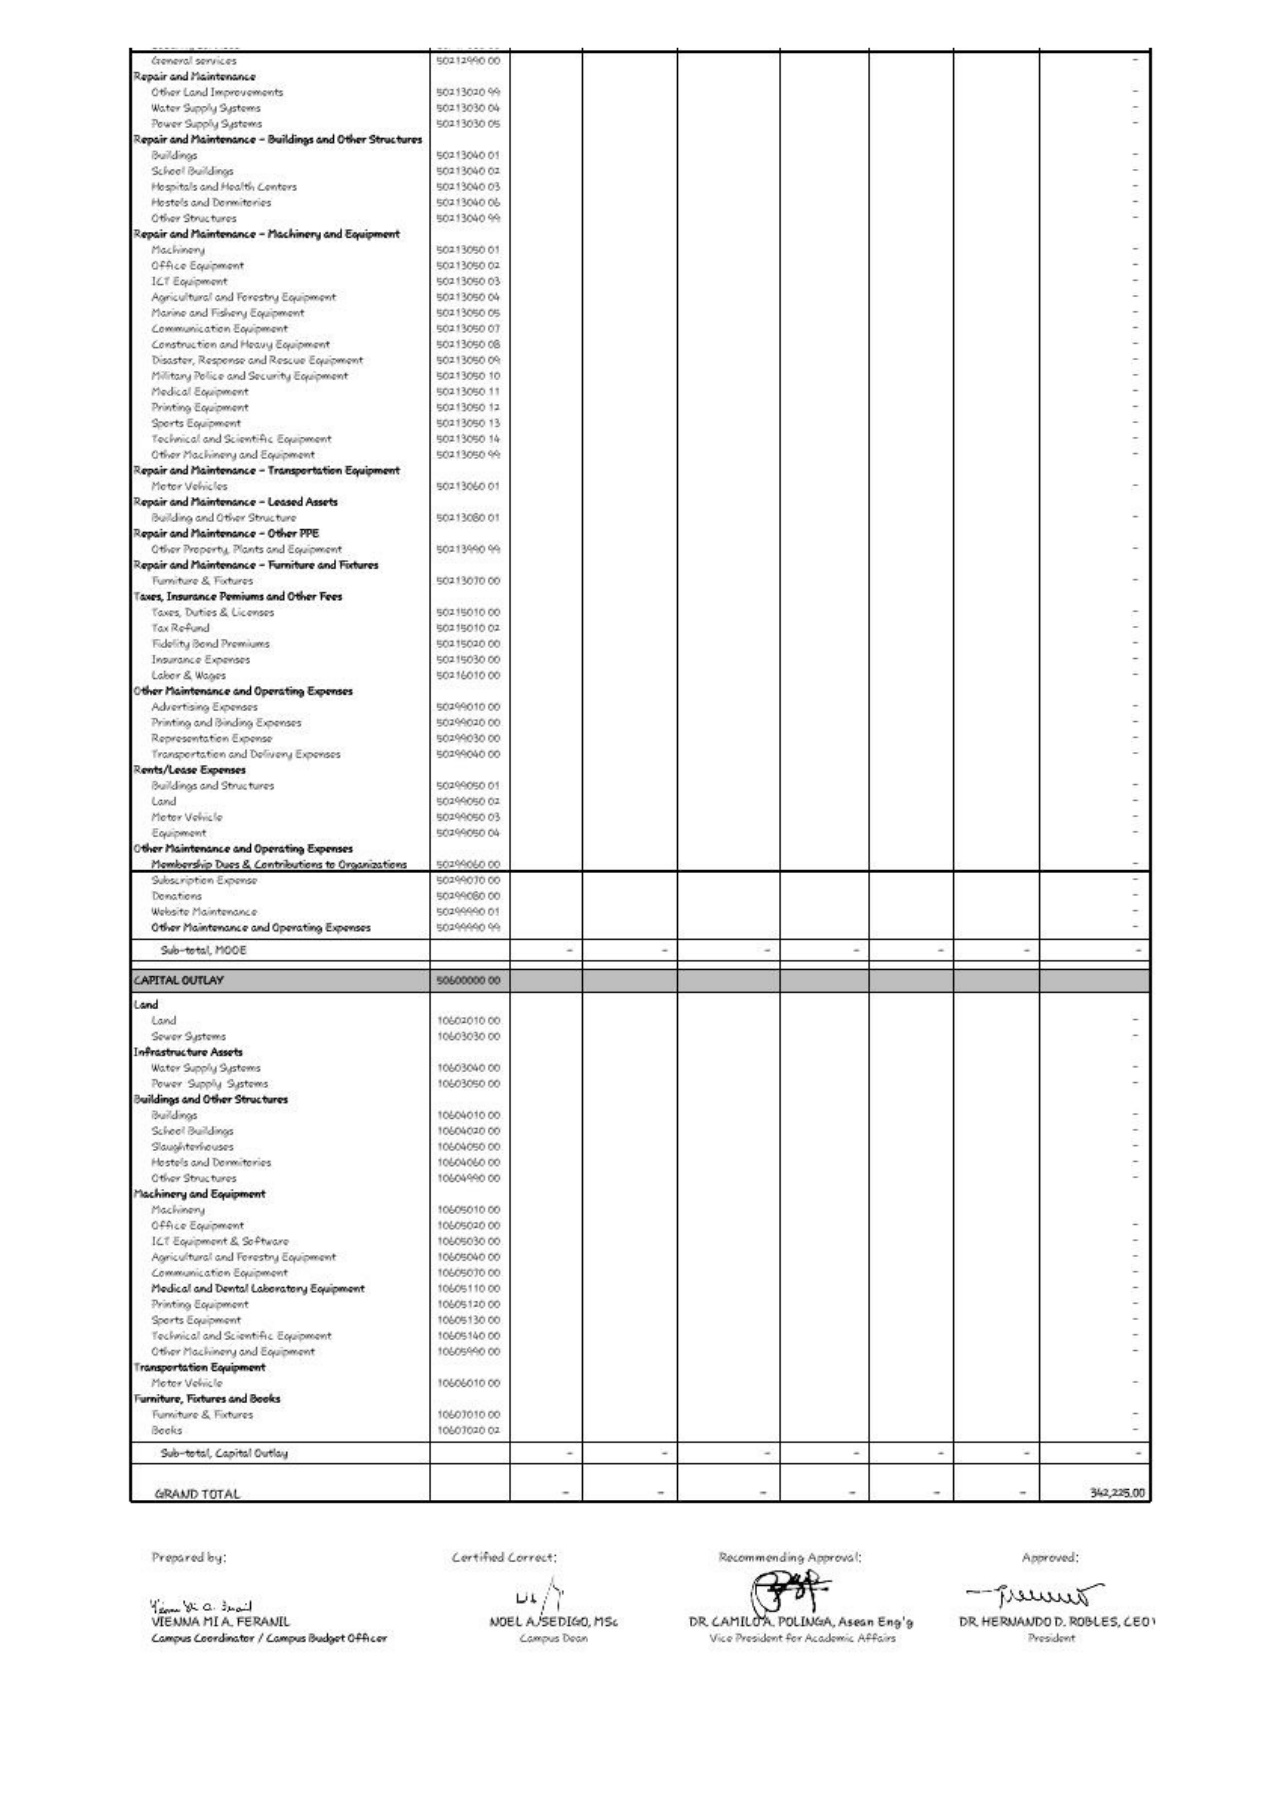 General services 50212990 00 -
Repair and Maintenance
Other Land Improvements 50213020 99 -
Water Supply Systems 50213030 04 -
Power Supply Systems 50213030 05 -
Repair and Maintenance - Buildings and Other Structures
Buildings 50213040 01 -
School Buildings 50213040 02 -
Hospitals and Health Centers 50213040 03 -
Hostels and Dormitories 50213040 06 -
Other Structures 50213040 99 -
Repair and Maintenance - Machinery and Equipment
Machinery 50213050 01 -
Office Equipment 50213050 02 -
ICT Equipment 50213050 03 -
Agricultural and Forestry Equipment 50213050 04 -
Marine and Fishery Equipment 50213050 05 -
Communication Equipment 50213050 07 -
Construction and Heavy Equipment 50213050 08 -
Disaster, Response and Rescue Equipment 50213050 09 -
Military Police and Security Equipment 50213050 10 -
Medical Equipment 50213050 11 -
Printing Equipment 50213050 12 -
Sports Equipment 50213050 13 -
Technical and Scientific Equipment 50213050 14 -
Other Machinery and Equipment 50213050 99 -
Repair and Maintenance - Transportation Equipment
Motor Vehicles 50213060 01 -
Repair and Maintenance - Leased Assets
Building and Other Structure 50213080 01 -
Repair and Maintenance - Other PPE
Other Property, Plants and Equipment 50213990 99 -
Repair and Maintenance - Furniture and Fixtures
Furniture & Fixtures 50213070 00 -
Taxes, Insurance Pemiums and Other Fees
Taxes, Duties & Licenses 50215010 00 -
Tax Refund 50215010 02 -
Fidelity Bond Premiums 50215020 00 -
Insurance Expenses 50215030 00 -
Labor & Wages 50216010 00 -
Other Maintenance and Operating Expenses
Advertising Expenses 50299010 00 -
Printing and Binding Expenses 50299020 00 -
Representation Expense 50299030 00 -
Transportation and Delivery Expenses 50299040 00 -
Rents/Lease Expenses
Buildings and Structures 50299050 01 -
Land 50299050 02 -
Motor Vehicle 50299050 03 -
Equipment 50299050 04 -
Other Maintenance and Operating Expenses
Membership Dues & Contributions to Organizations 50299060 00 -
Subscription Expense 50299070 00 -
Donations 50299080 00 -
Website Maintenance 50299990 01 -
Other Maintenance and Operating Expenses 50299990 99 -
Sub-total, MOOE - - - - - - -
CAPITAL OUTLAY 50600000 00
Land
Land 10602010 00 -
Sewer Systems 10603030 00 -
Infrastructure Assets
Water Supply Systems 10603040 00 -
Power Supply Systems 10603050 00 -
Buildings and Other Structures
Buildings 10604010 00 -
School Buildings 10604020 00 -
Slaughterhouses 10604050 00 -
Hostels and Dormitories 10604060 00 -
Other Structures 10604990 00 -
Machinery and Equipment
Machinery 10605010 00
Office Equipment 10605020 00 -
ICT Equipment & Software 10605030 00 -
Agricultural and Forestry Equipment 10605040 00 -
Communication Equipment 10605070 00 -
Medical and Dental Laboratory Equipment 10605110 00 -
Printing Equipment 10605120 00 -
Sports Equipment 10605130 00 -
Technical and Scientific Equipment 10605140 00 -
Other Machinery and Equipment 10605990 00 -
Transportation Equipment
Motor Vehicle 10606010 00 -
Furniture, Fixtures and Books
Furniture & Fixtures 10607010 00 -
Books 10607020 02 -
Sub-total, Capital Outlay - - - - - - -
GRAND TOTAL - - - - - - 342,225.00
Prepared by: Certified Correct: Recommending Approval: Approved:
VIENNA MI A. FERANIL NOEL A. SEDIGO, MSc DR. CAMILO A. POLINGA, Asean Eng'g DR. HERNANDO D. ROBLES, CEO
Campus Coordinator / Campus Budget Officer Campus Dean Vice President for Academic Affairs President